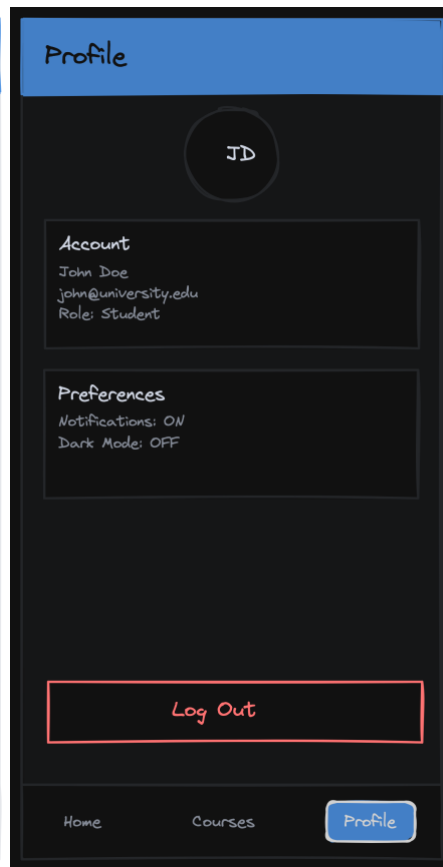 Profile
JD
Account
John Doe
john@university.edu
Role: Student
Preferences
Notifications: ON
Dark Mode: OFF
Log Out
Home
Courses
Profile